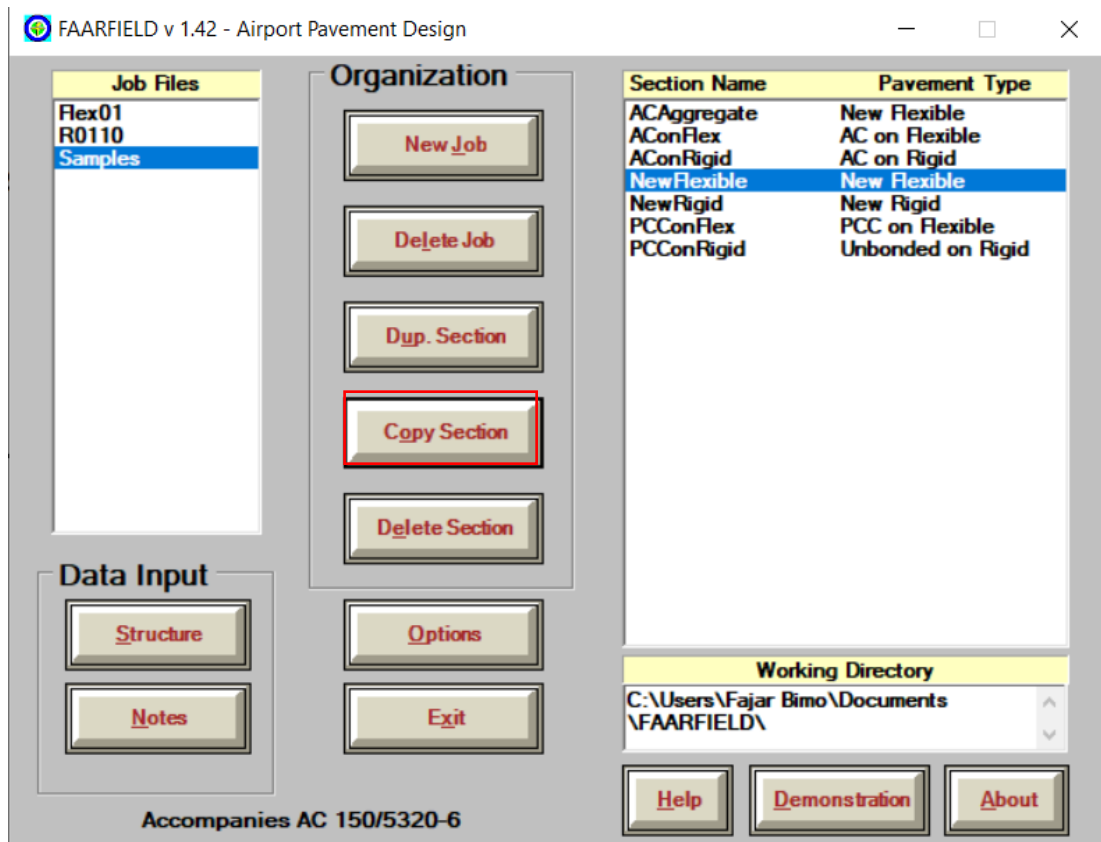 FAARFIELD v 1.42 - Airport Pavement Design
Job Files
Flex01
R0110
Samples
Organization
New Job
Delete Job
Dup. Section
Copy Section
Delete Section
Section Name Pavement Type
ACAggregate New Flexible
AConFlex AC on Flexible
AConRigid AC on Rigid
NewFlexible New Flexible
NewRigid New Rigid
PCConFlex PCC on Flexible
PCConRigid Unbonded on Rigid
Data Input
Structure
Notes
Options
Exit
Working Directory
C:\Users\Fajar Bimo\Documents
\FAARFIELD\
Help
Demonstration
About
Accompanies AC 150/5320-6